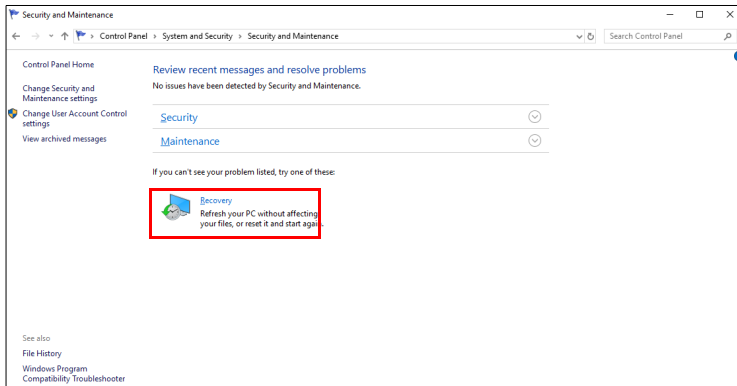 Security and Maintenance
Control Panel > System and Security > Security and Maintenance
Search Control Panel
Control Panel Home
Change Security and
Maintenance settings
Change User Account Control
settings
View archived messages
Review recent messages and resolve problems
No issues have been detected by Security and Maintenance.
Security
Maintenance
If you can't see your problem listed, try one of these:
Recovery
Refresh your PC without affecting
your files, or reset it and start again.
See also
File History
Windows Program
Compatibility Troubleshooter